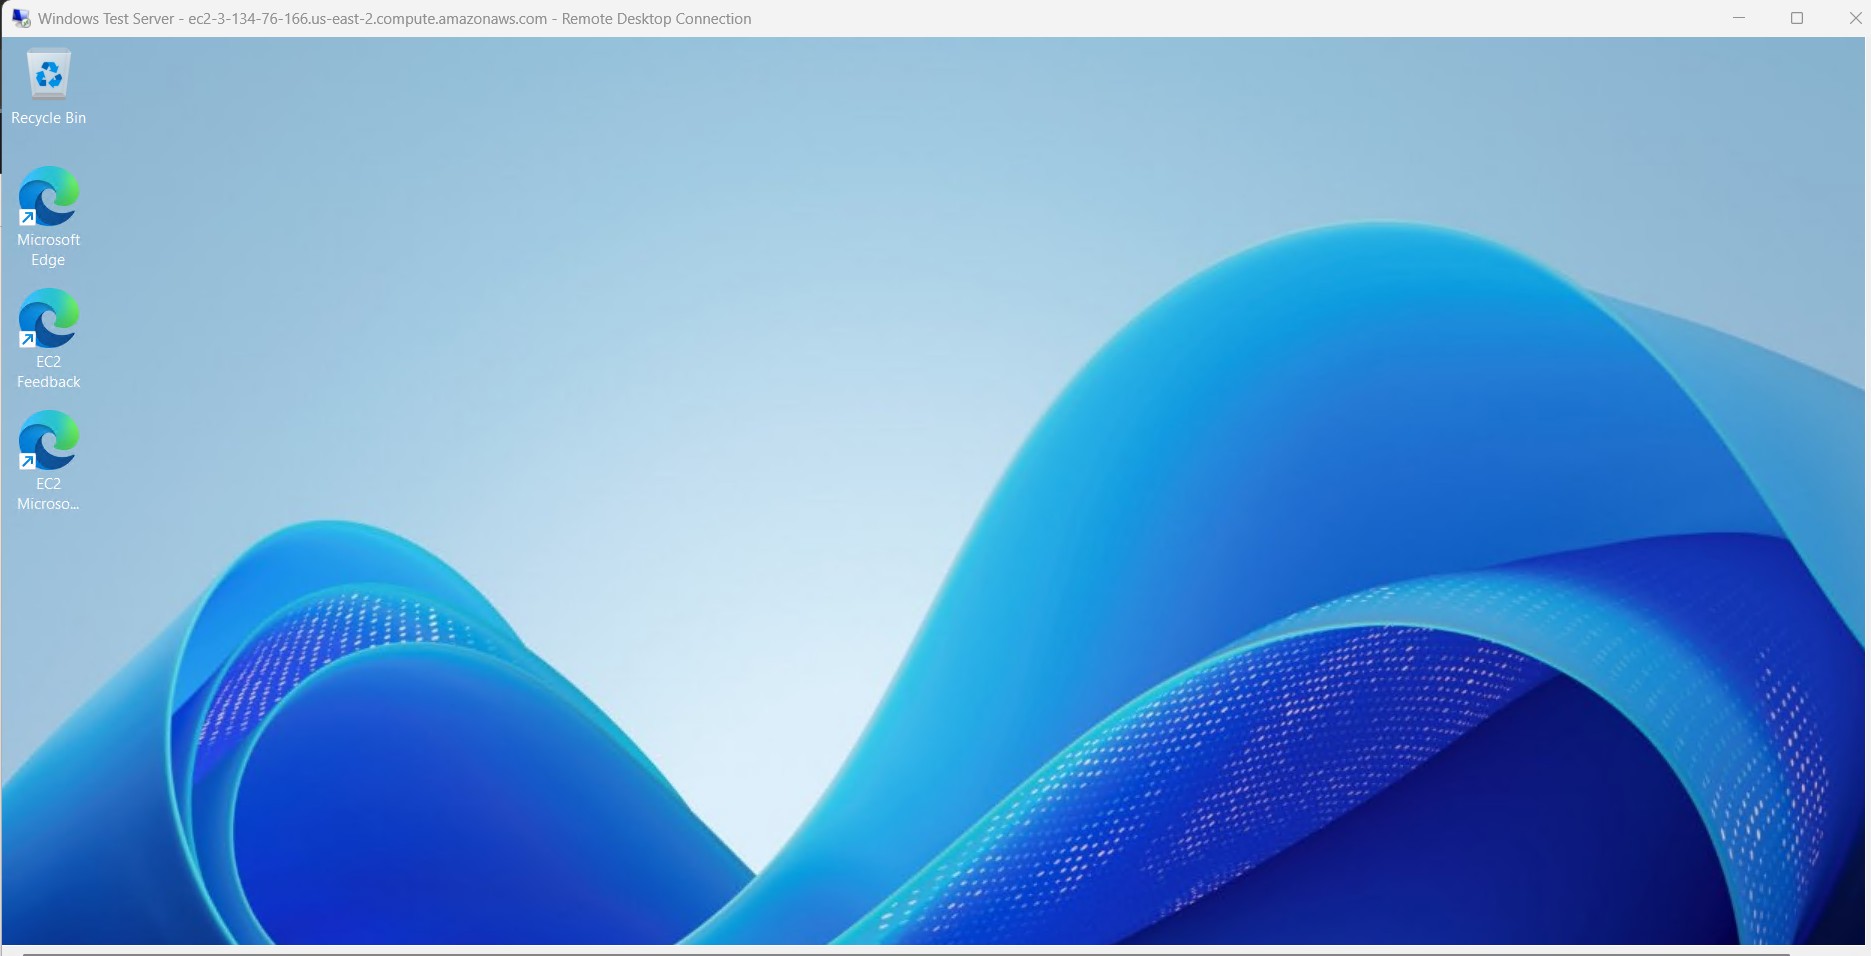 Windows Test Server - ec2-3-134-76-166.us-east-2.compute.amazonaws.com - Remote Desktop Connection
Recycle Bin
Microsoft
Edge
EC2
Feedback
EC2
Microso...